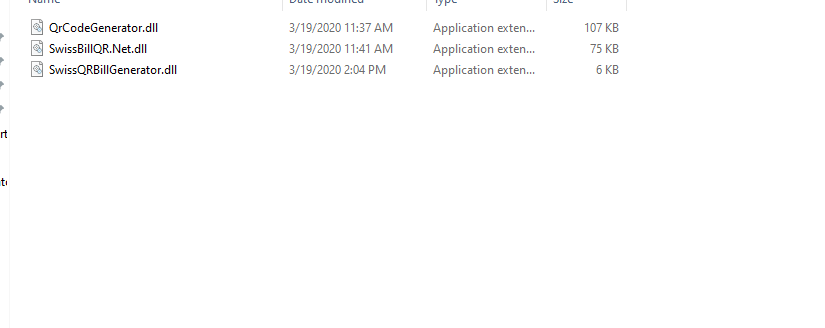 Name Date modified Type Size
QrCodeGenerator.dll 3/19/2020 11:37 AM Application exten... 107 KB
SwissBillQR.Net.dll 3/19/2020 11:41 AM Application exten... 75 KB
SwissQRBillGenerator.dll 3/19/2020 2:04 PM Application exten... 6 KB
rt